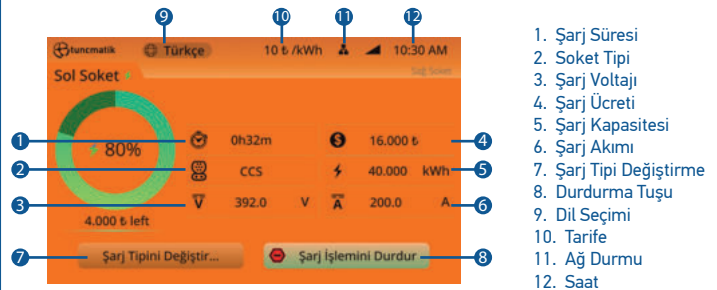 9 10 11 12
tuncmatik Türkçe 10 ₺ /kWh 10:30 AM
Sol Soket Sağ Soket
1 80% 0h32m 16.000 ₺ 4
2 CCS 40.000 kWh 5
3 V 392.0 V A 200.0 A 6
4.000 ₺ left
7 Şarj Tipini Değiştir... Şarj İşlemini Durdur 8
1. Şarj Süresi
2. Soket Tipi
3. Şarj Voltajı
4. Şarj Ücreti
5. Şarj Kapasitesi
6. Şarj Akımı
7. Şarj Tipi Değiştirme
8. Durdurma Tuşu
9. Dil Seçimi
10. Tarife
11. Ağ Durmu
12. Saat